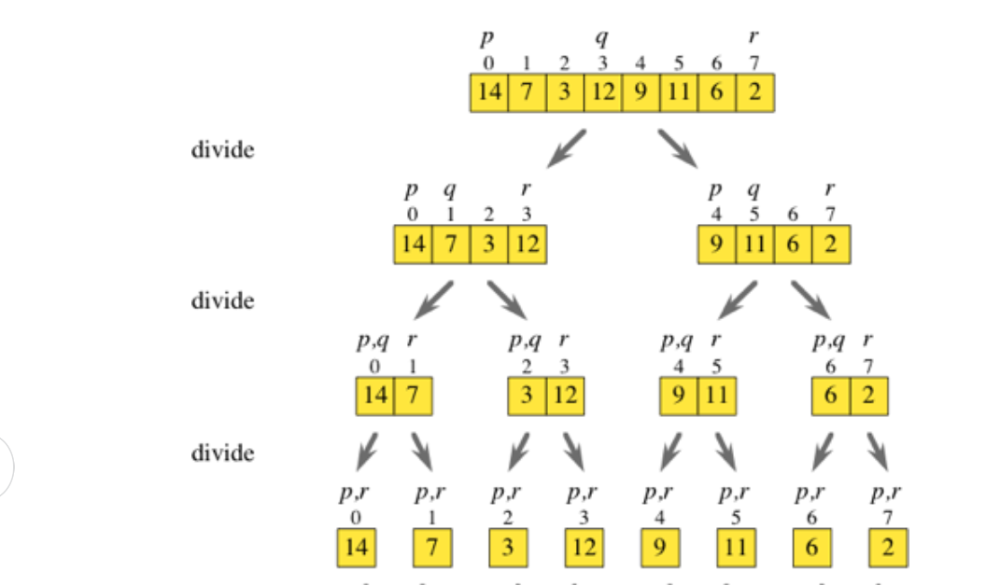 p q r
0 1 2 3 4 5 6 7
14 7 3 12 9 11 6 2
divide
p q r p q r
0 1 2 3 4 5 6 7
14 7 3 12 9 11 6 2
divide
p,q r p,q r p,q r p,q r
0 1 2 3 4 5 6 7
14 7 3 12 9 11 6 2
divide
p,r p,r p,r p,r p,r p,r p,r p,r
0 1 2 3 4 5 6 7
14 7 3 12 9 11 6 2